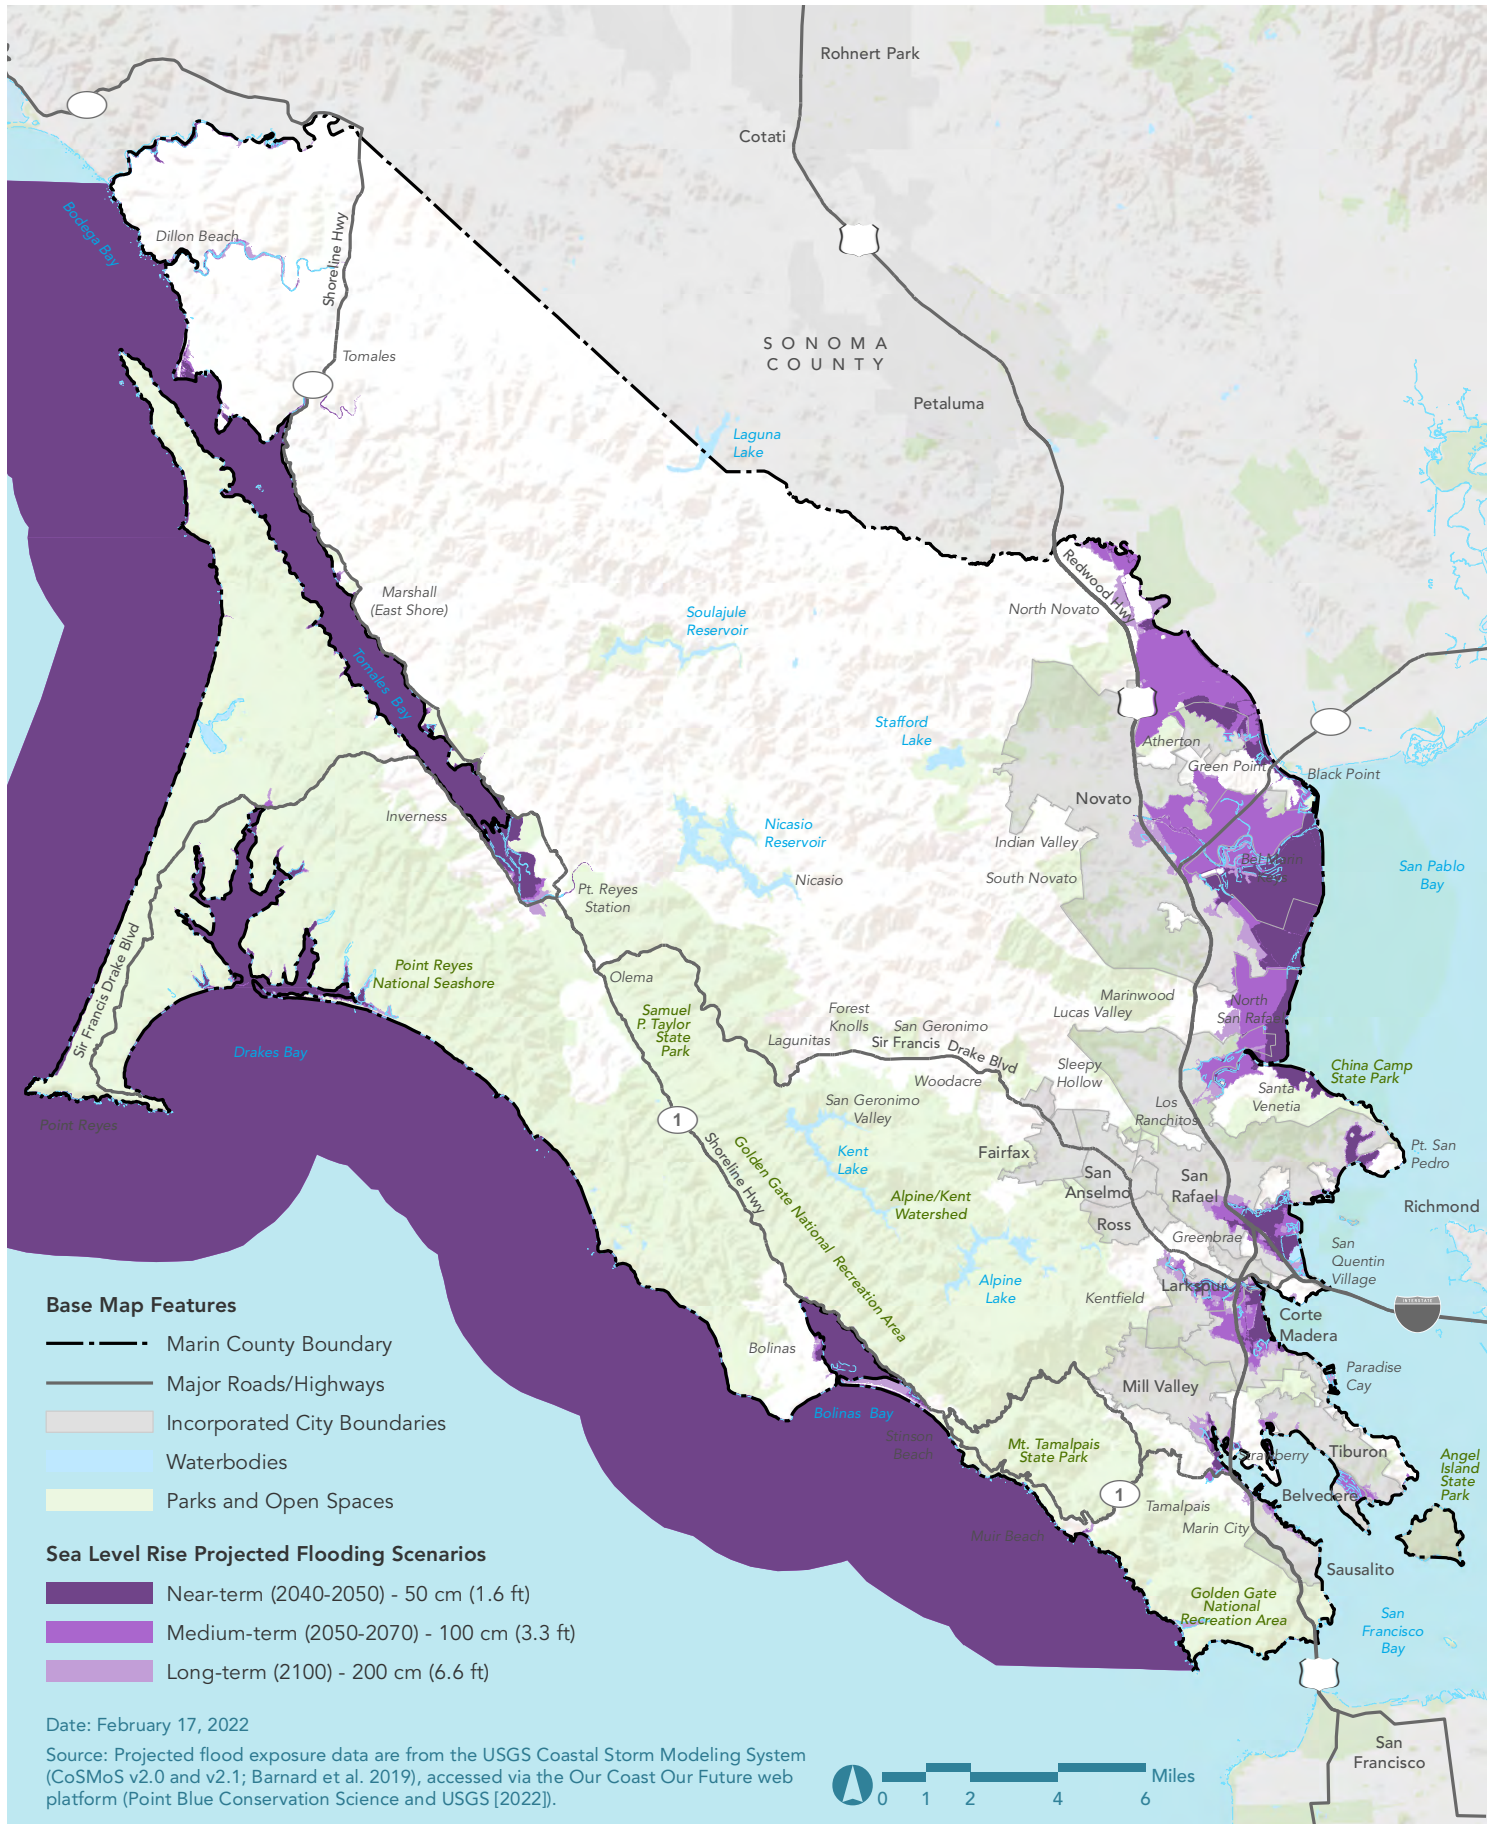 Rohnert Park
Cotati
Bodega Bay
Dillon Beach
Shoreline Hwy
SONOMA
COUNTY
Tomales
Petaluma
Laguna
Lake
Redwood Hwy
Marshall
(East Shore)
Soulajule
Reservoir
North Novato
Tomales Bay
Stafford
Lake
Atherton
Green Point
Black Point
Novato
Inverness
Nicasio
Reservoir
Indian Valley
South Novato
Nicasio
San Pablo
Bay
Pt. Reyes
Station
Sir Francis Drake Blvd
Point Reyes
National Seashore
Olema
Samuel
P. Taylor
State
Park
Marinwood
Lucas Valley
North
San Rafael
Forest
Knolls
San Geronimo
Lagunitas
Sir Francis Drake Blvd
Drakes Bay
Woodacre
Sleepy
Hollow
China Camp
State Park
Santa
Venetia
San Geronimo
Valley
Los
Ranchitos
Point Reyes
1
Shoreline Hwy
Golden Gate National Recreation Area
Kent
Lake
Fairfax
San
Anselmo
San
Rafael
Pt. San
Pedro
Alpine/Kent
Watershed
Ross
Richmond
Greenbrae
San
Quentin
Village
Alpine
Lake
Kentfield
Larkspur
INTERSTATE
Corte
Madera
Bolinas
Paradise
Cay
Mill Valley
Bolinas Bay
Stinson
Beach
Mt. Tamalpais
State Park
Strawberry
Tiburon
Angel
Island
State
Park
1
Belvedere
Tamalpais
Marin City
Muir Beach
Sausalito
Golden Gate
National
Recreation Area
San
Francisco
Bay
San
Francisco
Base Map Features
Marin County Boundary
Major Roads/Highways
Incorporated City Boundaries
Waterbodies
Parks and Open Spaces
Sea Level Rise Projected Flooding Scenarios
Near-term (2040-2050) - 50 cm (1.6 ft)
Medium-term (2050-2070) - 100 cm (3.3 ft)
Long-term (2100) - 200 cm (6.6 ft)
Date: February 17, 2022
Source: Projected flood exposure data are from the USGS Coastal Storm Modeling System
(CoSMoS v2.0 and v2.1; Barnard et al. 2019), accessed via the Our Coast Our Future web
platform (Point Blue Conservation Science and USGS [2022]).
0 1 2 4 6
Miles